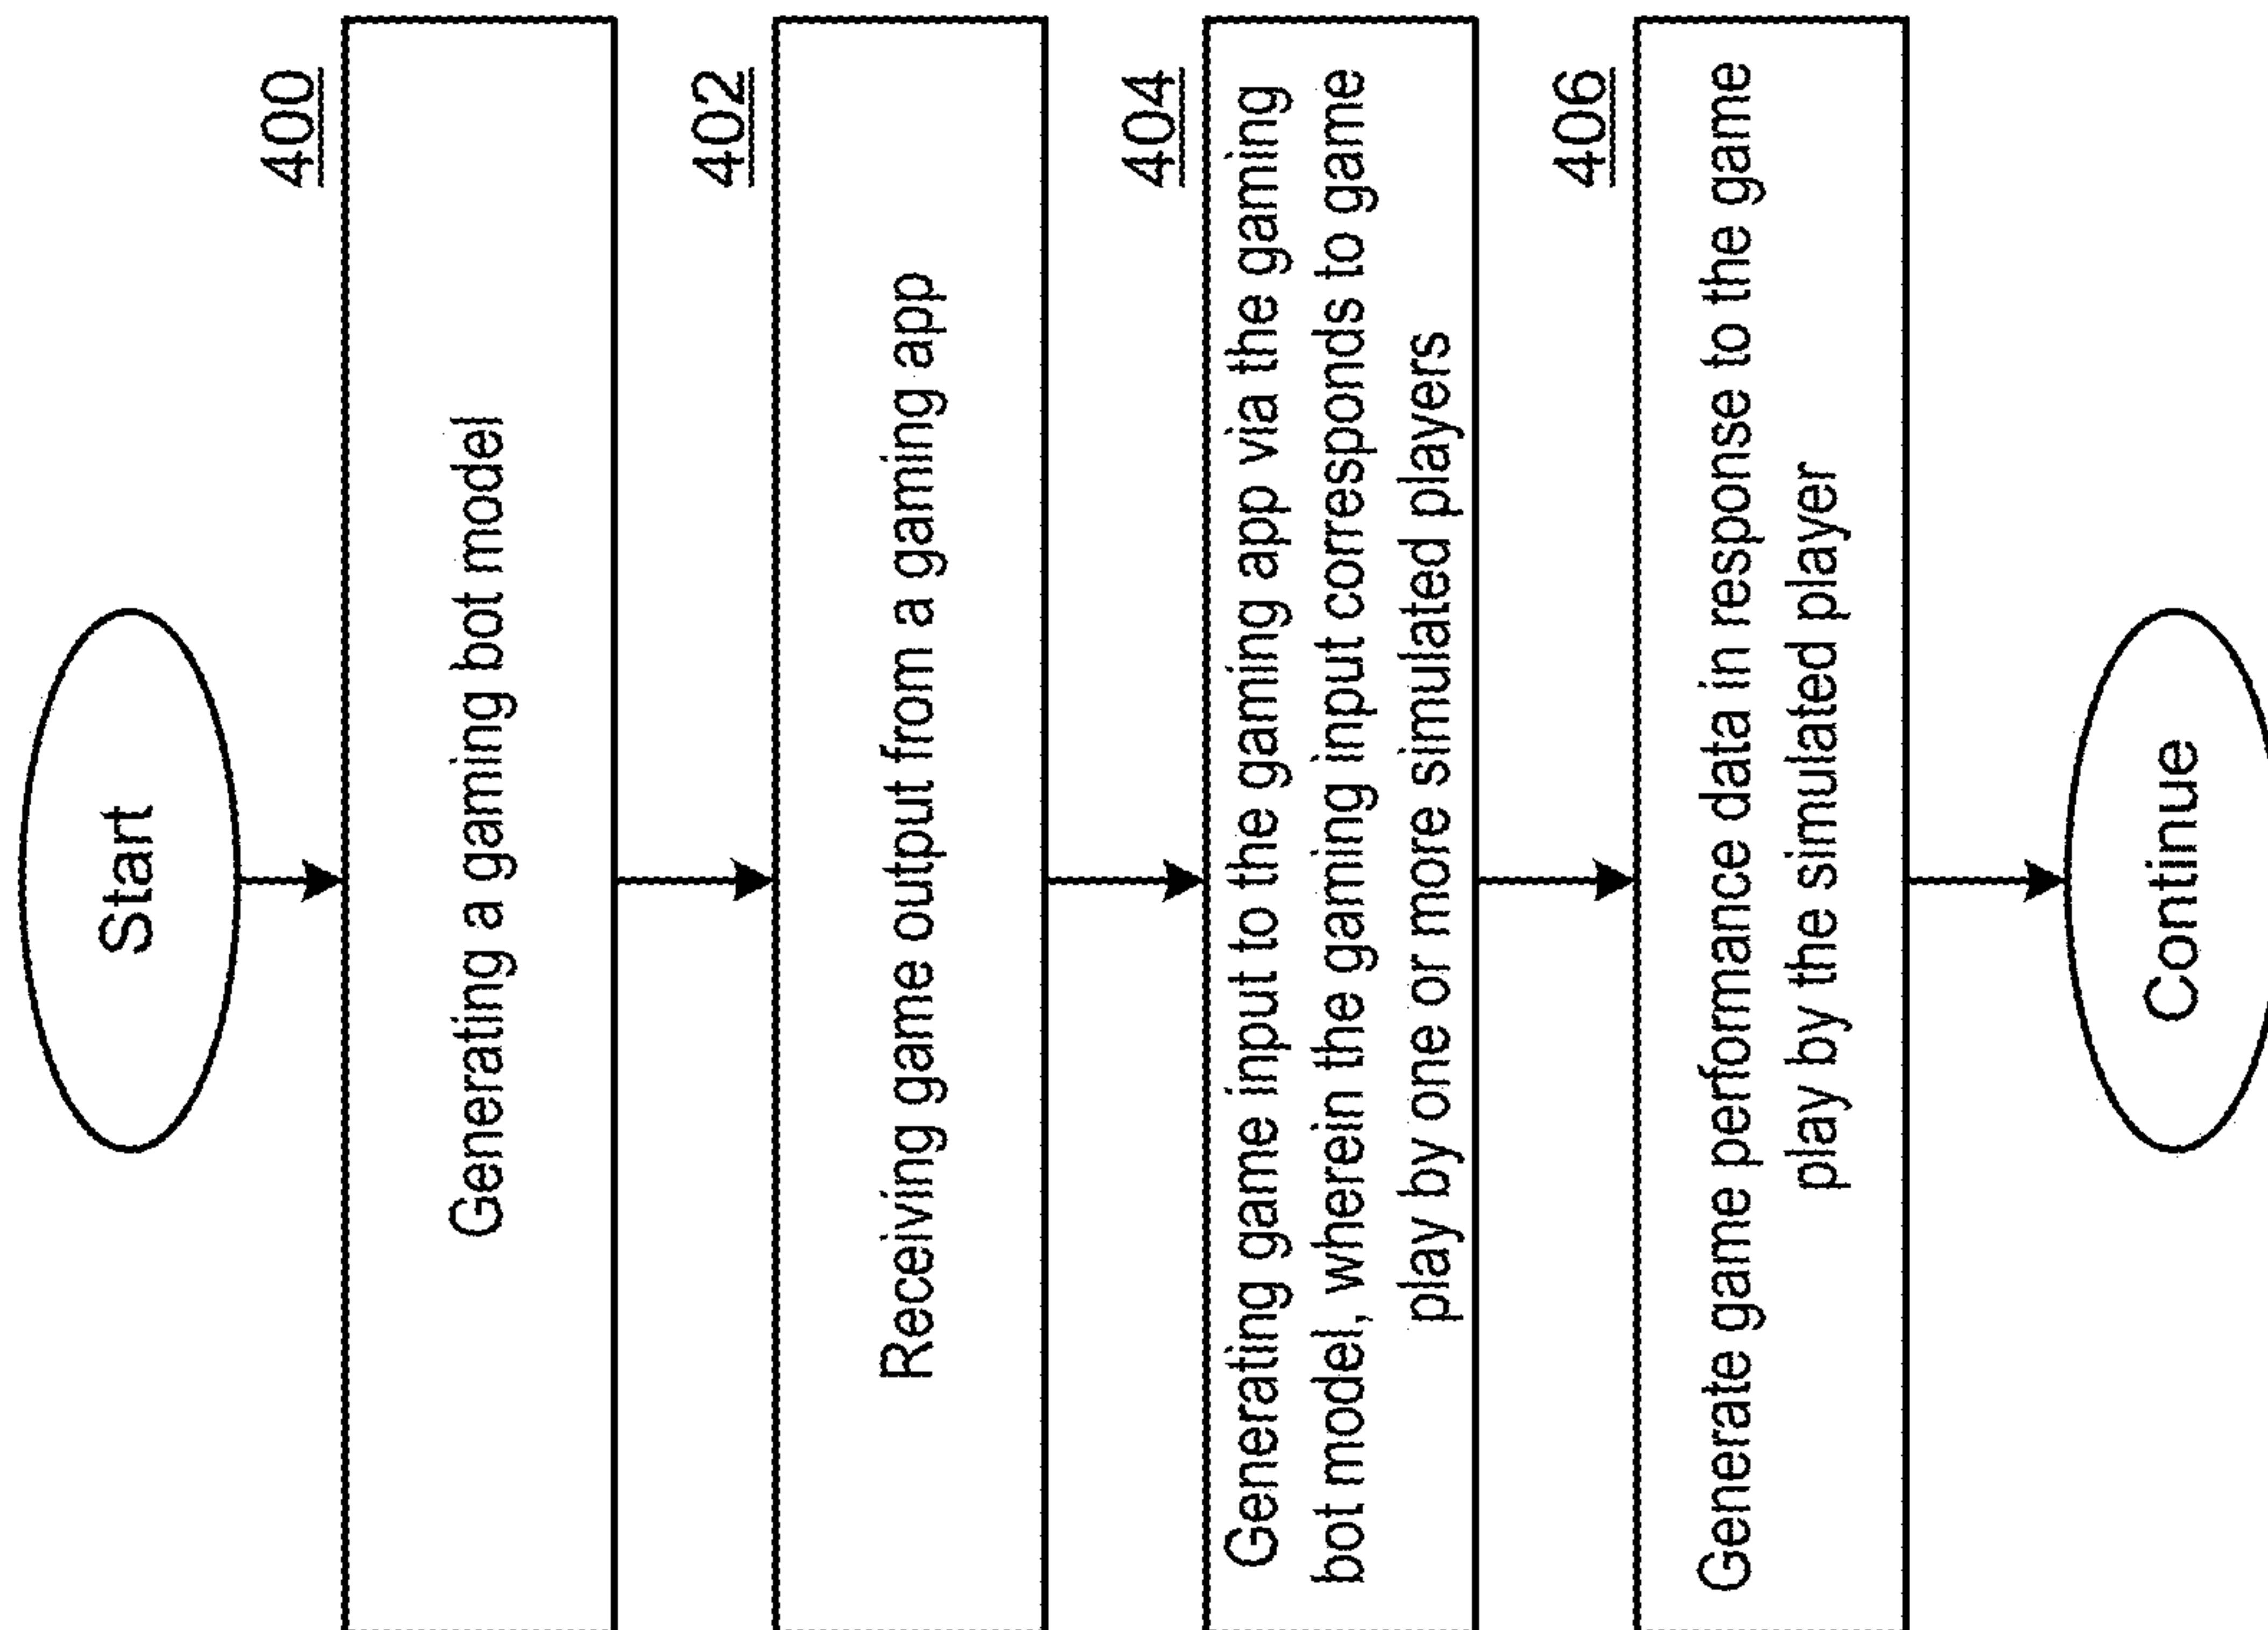 Start
400
Generating a gaming bot model
402
Receiving game output from a gaming app
404
Generating game input to the gaming app via the gaming
bot model, wherein the gaming input corresponds to game
play by one or more simulated players
406
Generate game performance data in response to the game
play by the simulated player
Continue